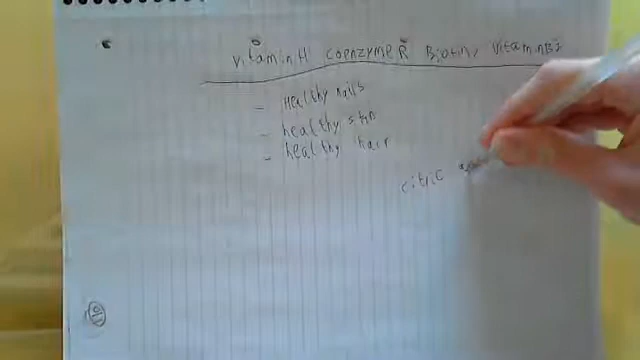 vitamin H coenzyme R Biotin, vitamin B7
- Healthy nails
- healthy skin
- healthy hair
citric